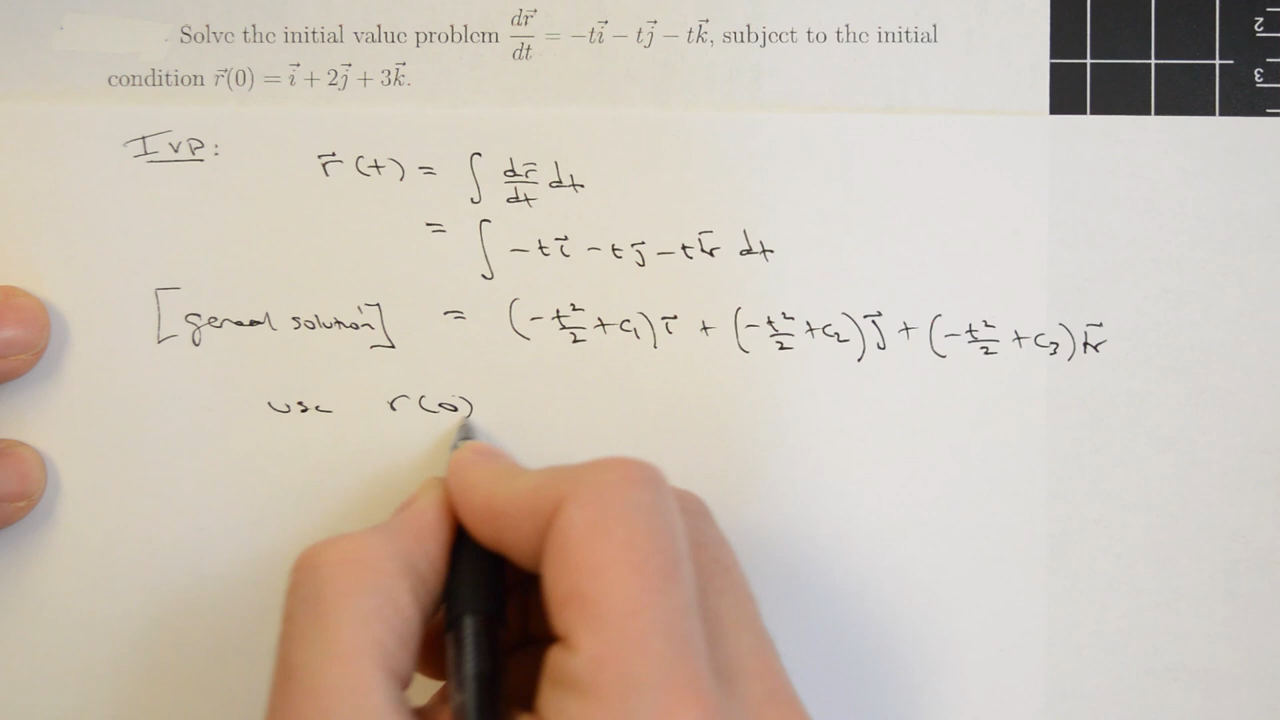 Solve the initial value problem dr⃗/dt = −ti⃗ − tj⃗ − tk⃗, subject to the initial
condition r⃗(0) = i⃗ + 2j⃗ + 3k⃗.
2
3
IVP:
r⃗(t) = ∫ dr⃗/dt dt
= ∫ −ti⃗ − tj⃗ − tk⃗ dt
[general solution] = (−t²/2 + c₁)i⃗ + (−t²/2 + c₂)j⃗ + (−t²/2 + c₃)k⃗
use r(0)